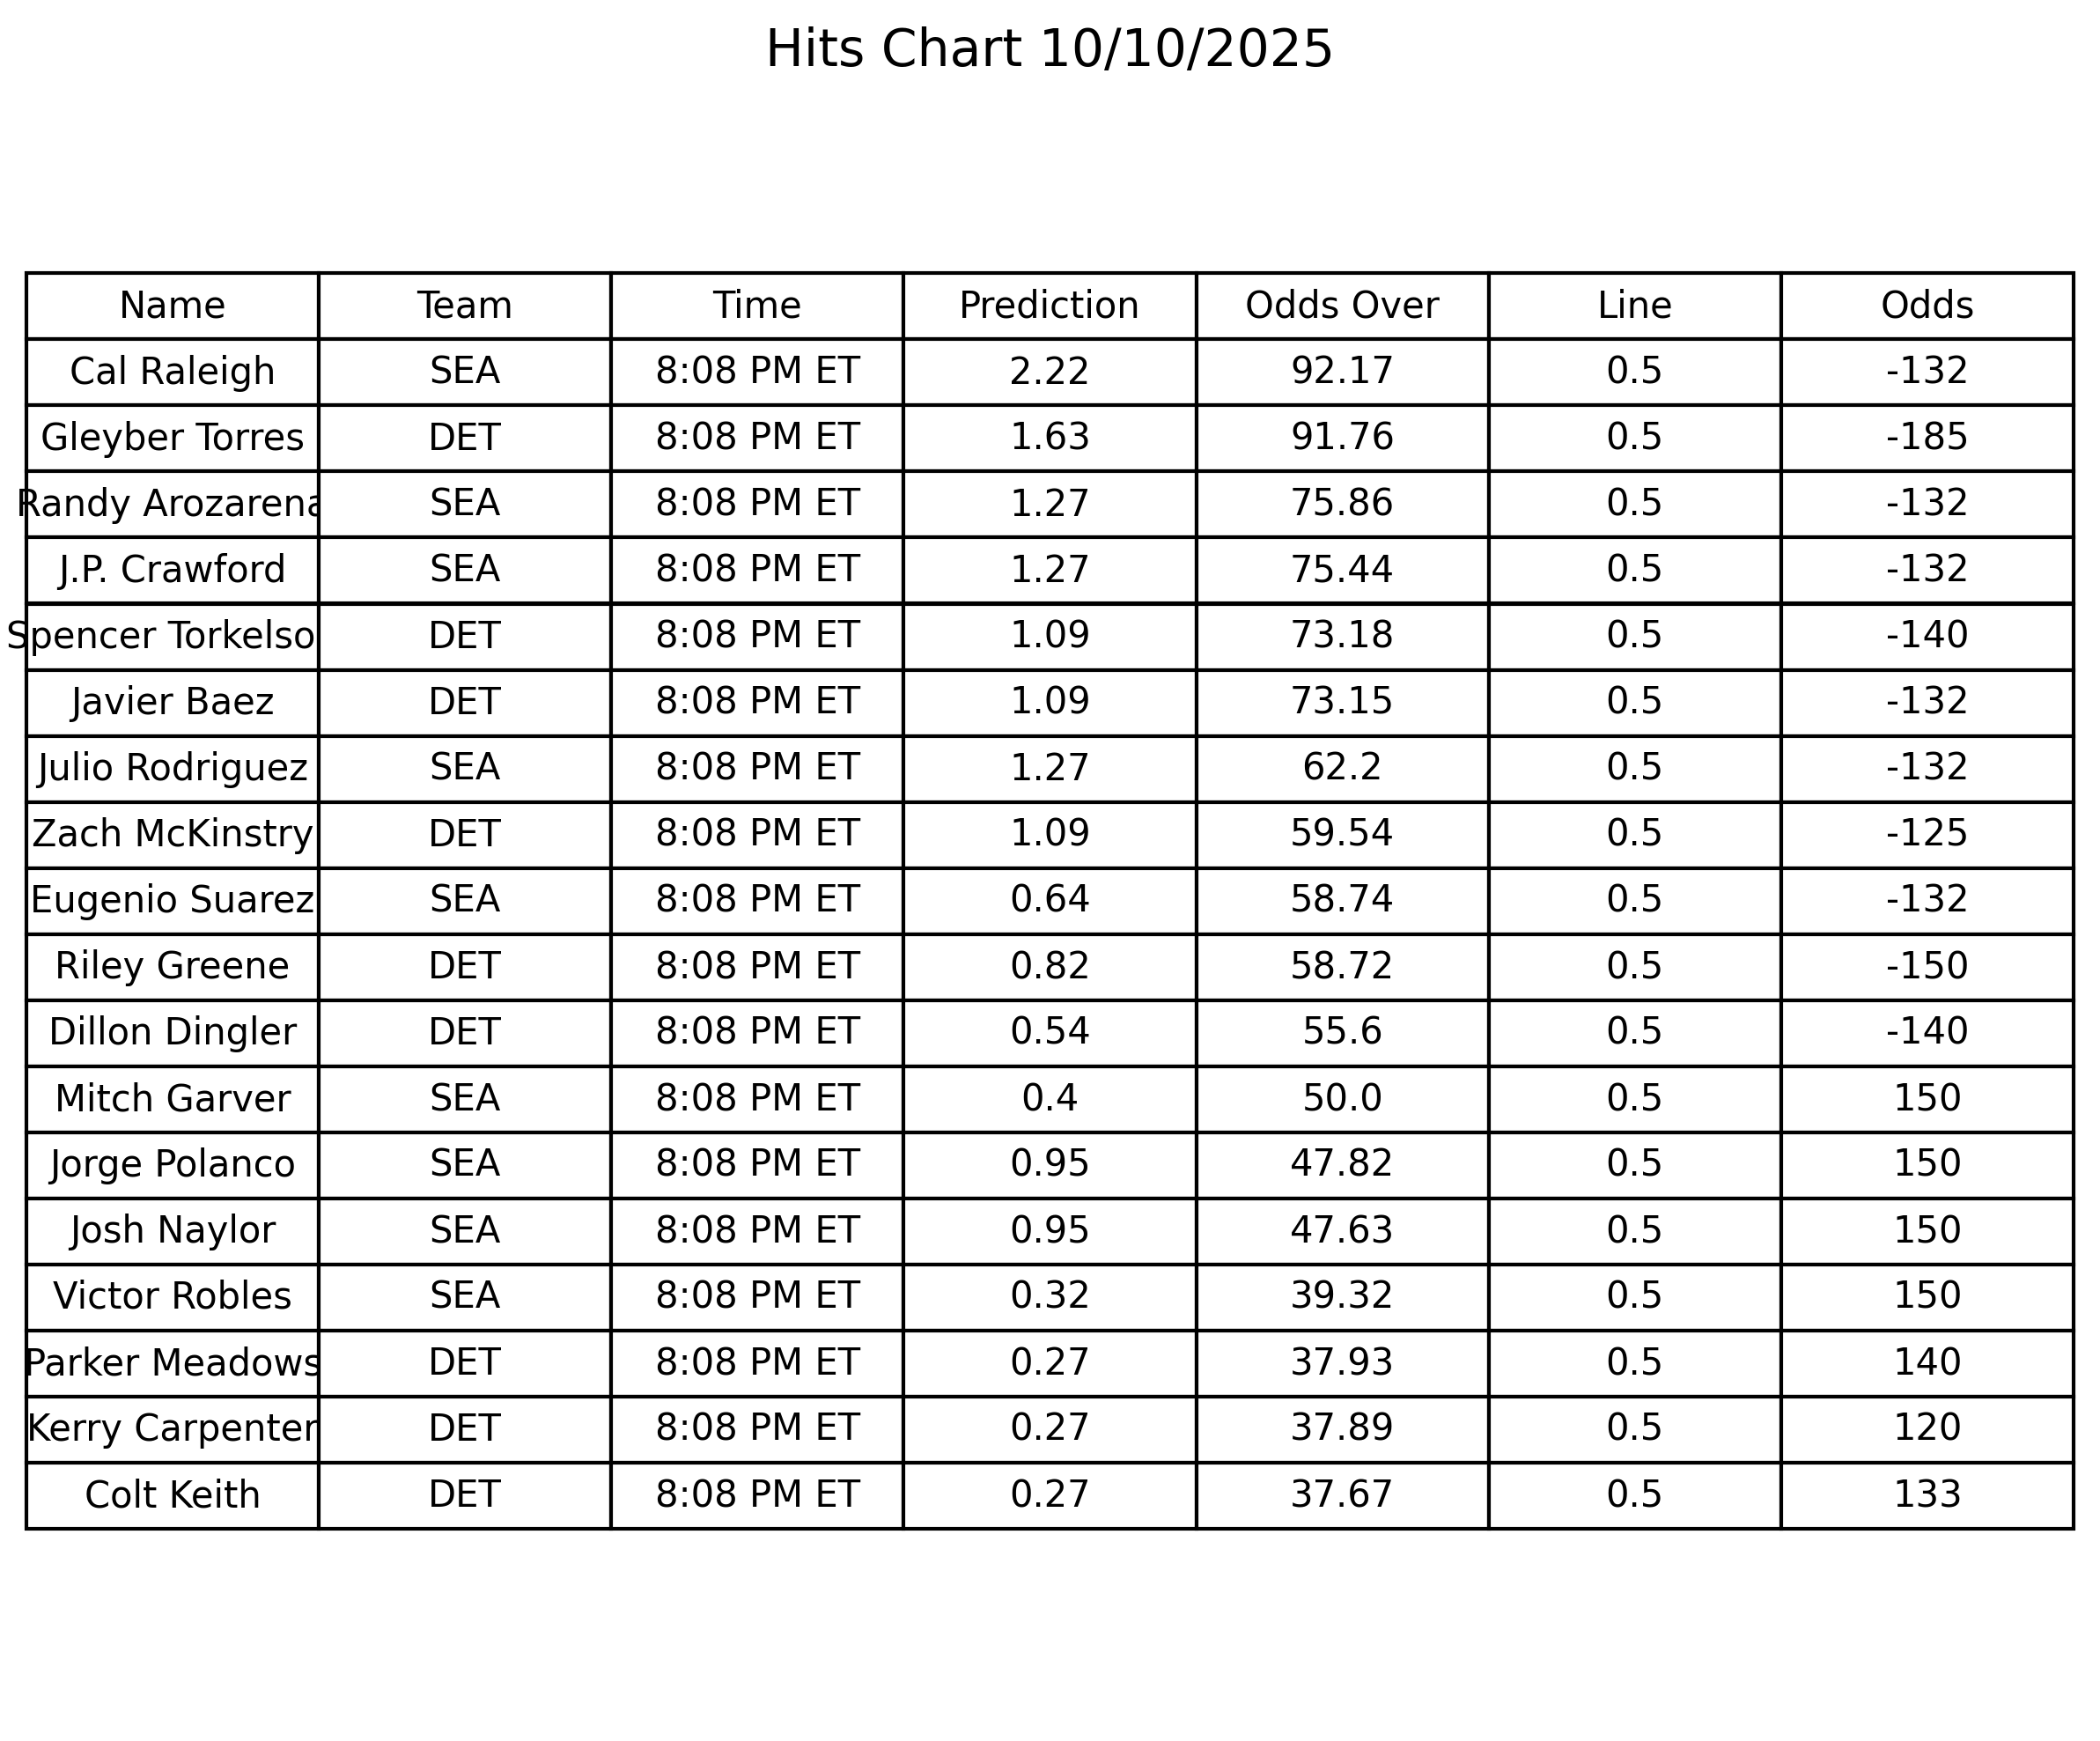 Hits Chart 10/10/2025
Name Team Time Prediction Odds Over Line Odds
Cal Raleigh SEA 8:08 PM ET 2.22 92.17 0.5 -132
Gleyber Torres DET 8:08 PM ET 1.63 91.76 0.5 -185
Randy Arozarena SEA 8:08 PM ET 1.27 75.86 0.5 -132
J.P. Crawford SEA 8:08 PM ET 1.27 75.44 0.5 -132
Spencer Torkelso DET 8:08 PM ET 1.09 73.18 0.5 -140
Javier Baez DET 8:08 PM ET 1.09 73.15 0.5 -132
Julio Rodriguez SEA 8:08 PM ET 1.27 62.2 0.5 -132
Zach McKinstry DET 8:08 PM ET 1.09 59.54 0.5 -125
Eugenio Suarez SEA 8:08 PM ET 0.64 58.74 0.5 -132
Riley Greene DET 8:08 PM ET 0.82 58.72 0.5 -150
Dillon Dingler DET 8:08 PM ET 0.54 55.6 0.5 -140
Mitch Garver SEA 8:08 PM ET 0.4 50.0 0.5 150
Jorge Polanco SEA 8:08 PM ET 0.95 47.82 0.5 150
Josh Naylor SEA 8:08 PM ET 0.95 47.63 0.5 150
Victor Robles SEA 8:08 PM ET 0.32 39.32 0.5 150
Parker Meadows DET 8:08 PM ET 0.27 37.93 0.5 140
Kerry Carpenter DET 8:08 PM ET 0.27 37.89 0.5 120
Colt Keith DET 8:08 PM ET 0.27 37.67 0.5 133